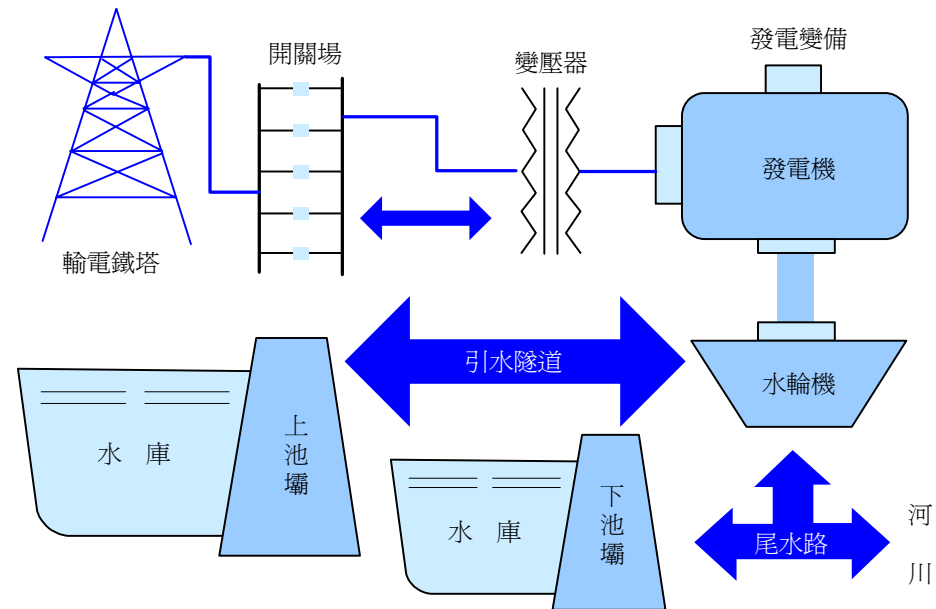 開關場
變壓器
發電變備
發電機
輸電鐵塔
引水隧道
水輪機
水 庫
上池壩
水 庫
下池壩
尾水路
河川